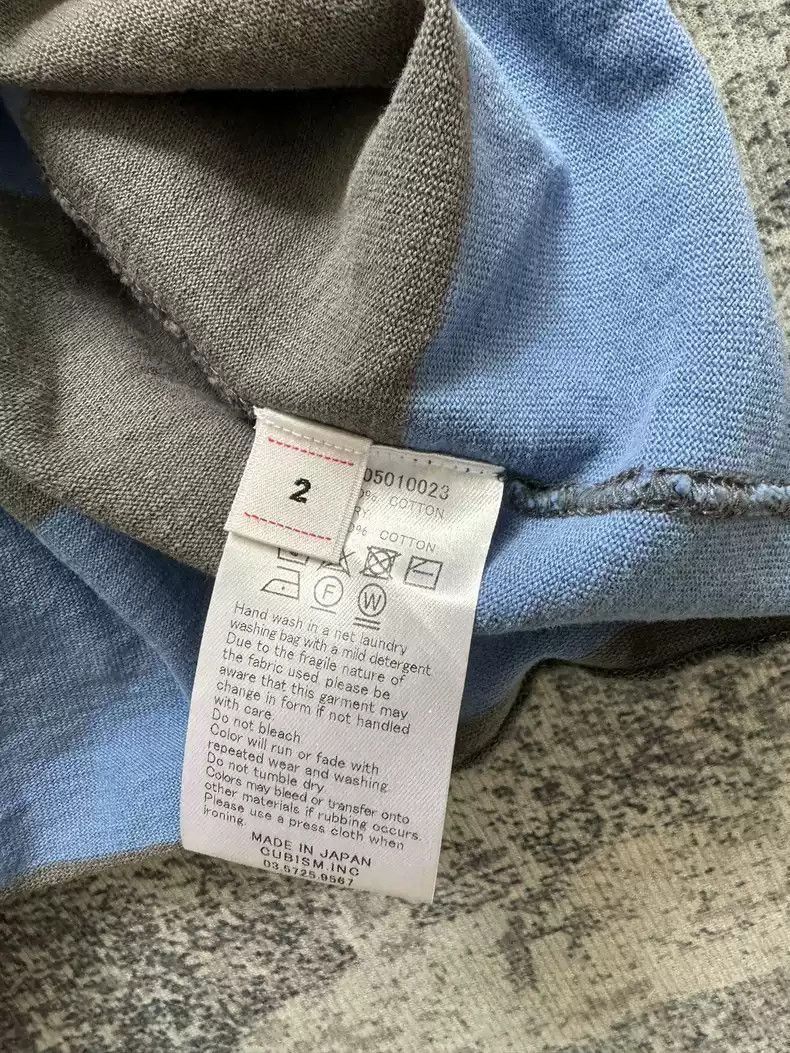 2
05010023
% COTTON
% COTTON
F
W
Hand wash in a net laundry
washing bag with a mild detergent.
Due to the fragile nature of
the fabric used, please be
aware that this garment may
change in form if not handled
with care.
Do not bleach
Color will run or fade with
repeated wear and washing.
Do not tumble dry
Colors may bleed or transfer onto
other materials if rubbing occurs.
Please use a press cloth when
ironing.
MADE IN JAPAN
CUBISM.INC
03.5725.9567